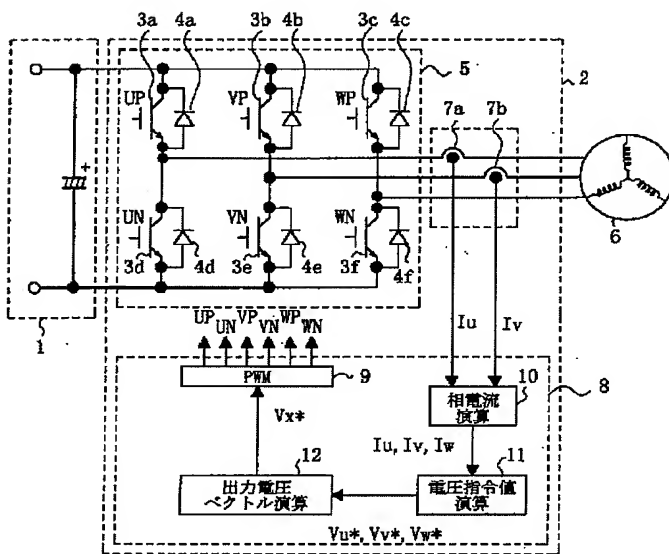 3a 4a 3b 4b 3c 4c
1
5
2
UP VP WP
7a
7b
UN VN WN
6
3d 4d 3e 4e 3f 4f
Iu Iv
1
UP UN VP VN WP WN
PWM 9
8
10
相電流
演算
Vx*
Iu, Iv, Iw
12
11
出力電圧
ベクトル演算
電圧指令値
演算
Vu*, Vv*, Vw*